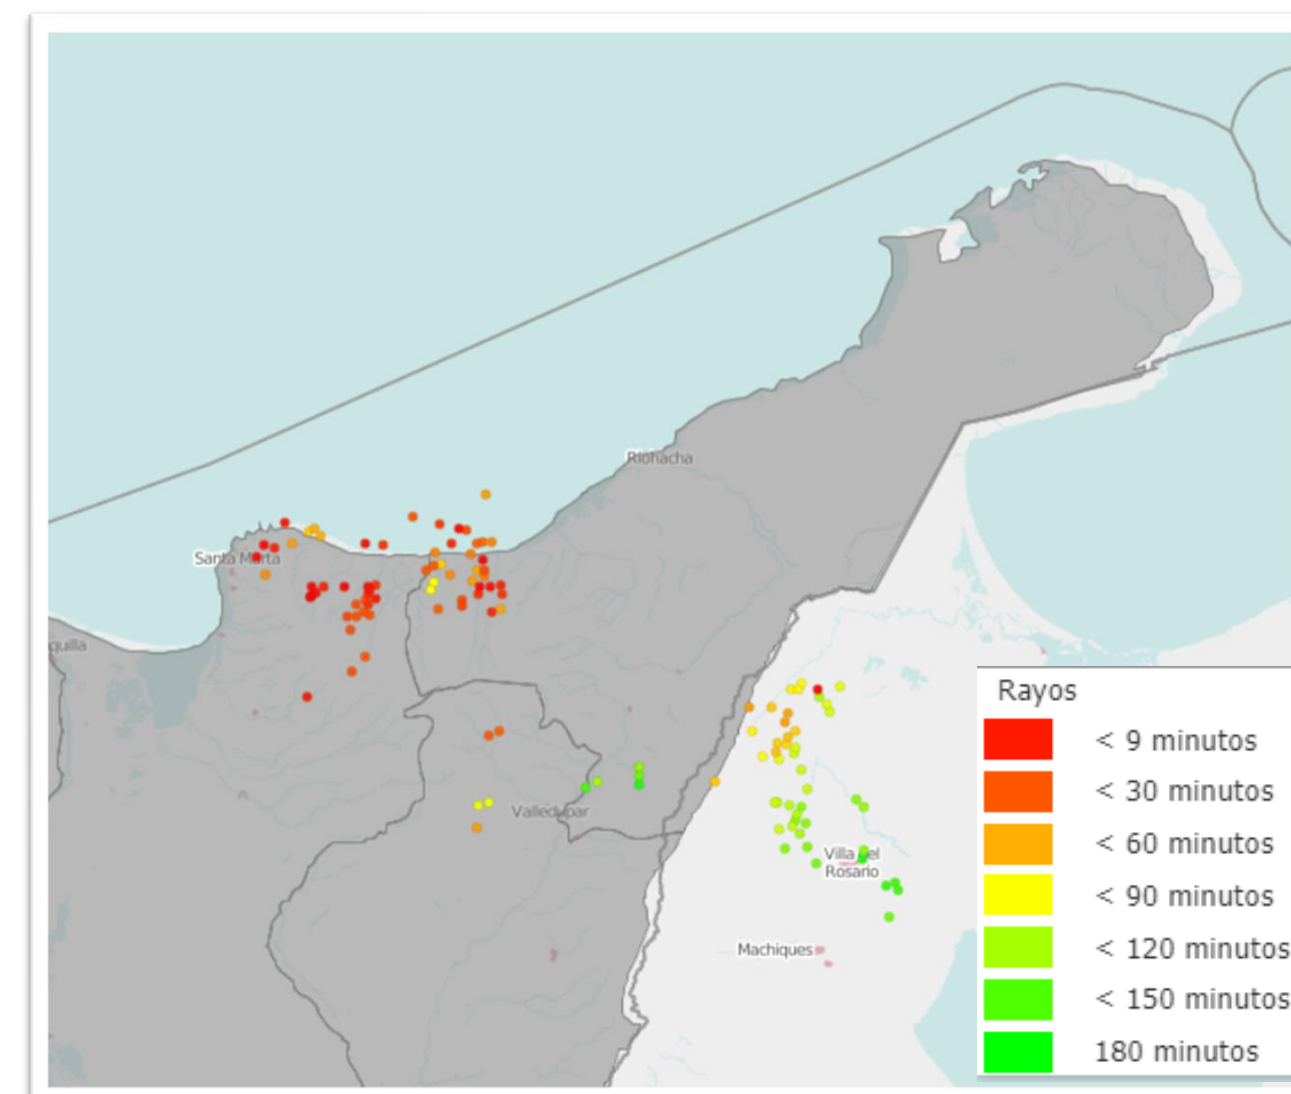 Riohacha
Santa Marta
quilla
Valledupar
Villa del
Rosario
Machiques
Rayos
< 9 minutos
< 30 minutos
< 60 minutos
< 90 minutos
< 120 minutos
< 150 minutos
180 minutos